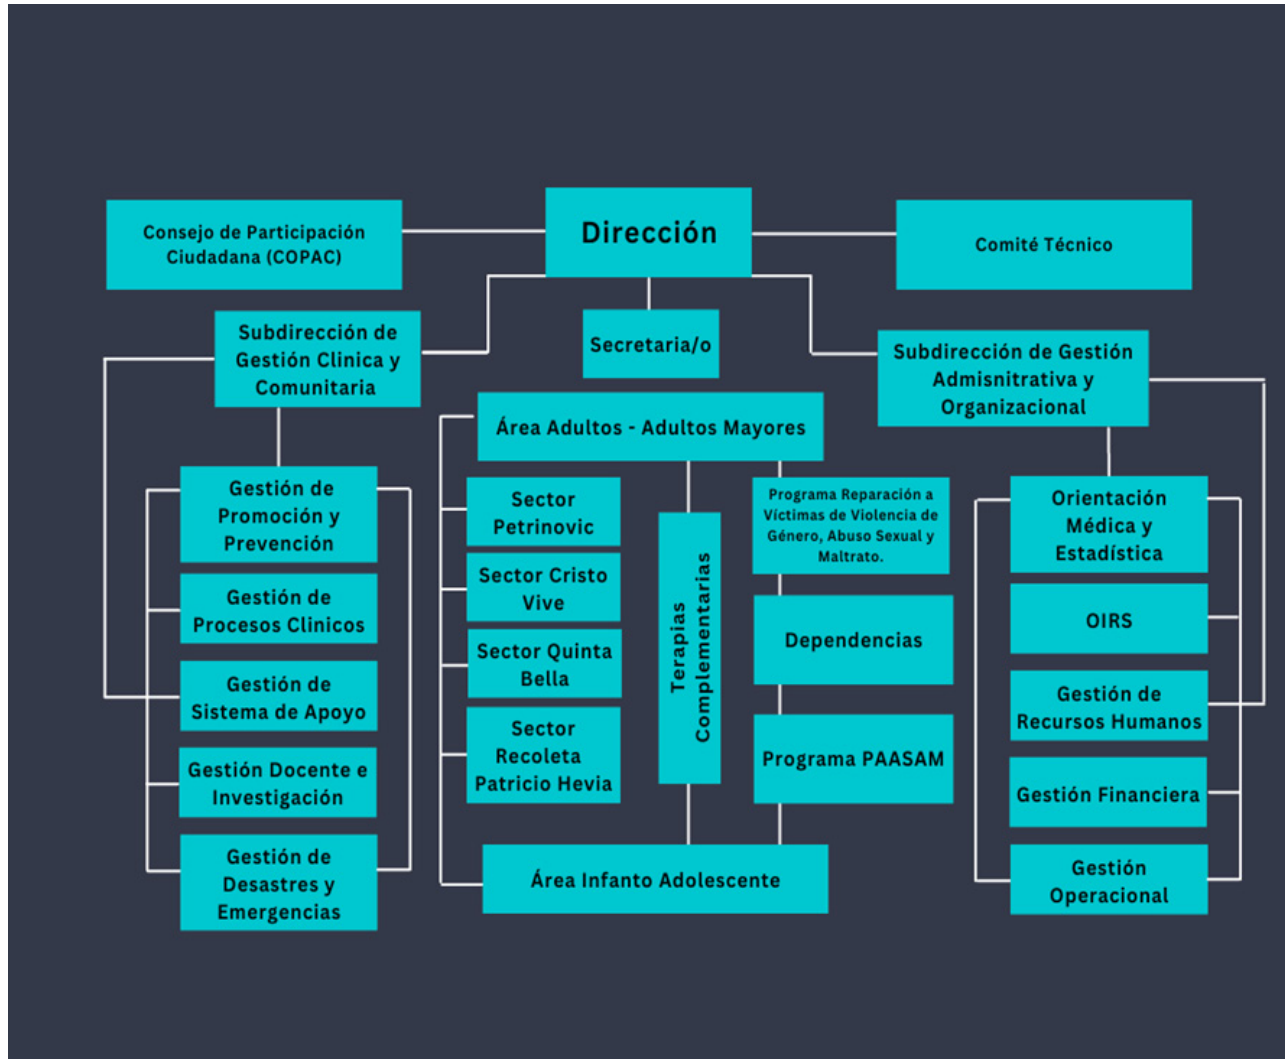 Dirección
Consejo de Participación
Ciudadana (COPAC)
Comité Técnico
Secretaria/o
Subdirección de
Gestión Clinica y
Comunitaria
Subdirección de Gestión
Admisnitrativa y
Organizacional
Gestión de
Promoción y
Prevención
Gestión de
Procesos Clinicos
Gestión de
Sistema de Apoyo
Gestión Docente e
Investigación
Gestión de
Desastres y
Emergencias
Área Adultos - Adultos Mayores
Sector
Petrinovic
Sector Cristo
Vive
Sector Quinta
Bella
Sector
Recoleta
Patricio Hevia
Terapias
Complementarias
Programa Reparación a
Víctimas de Violencia de
Género, Abuso Sexual y
Maltrato.
Dependencias
Programa PAASAM
Área Infanto Adolescente
Orientación
Médica y
Estadística
OIRS
Gestión de
Recursos Humanos
Gestión Financiera
Gestión
Operacional